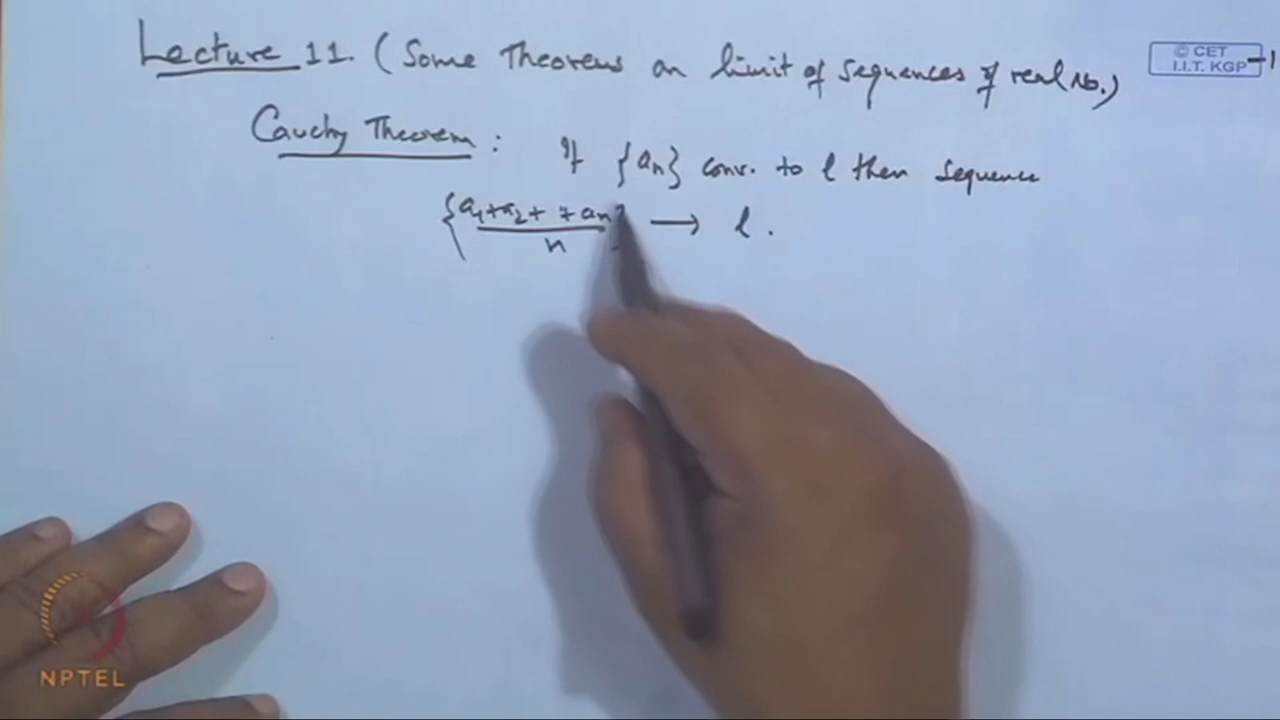 Lecture 11. (Some Theorems on limit of sequences of real No.)
© CET
I.I.T. KGP
-1
Cauchy Theorem : If {an} conv. to l then sequence
{a1+a2+ +an/n} → l.
NPTEL